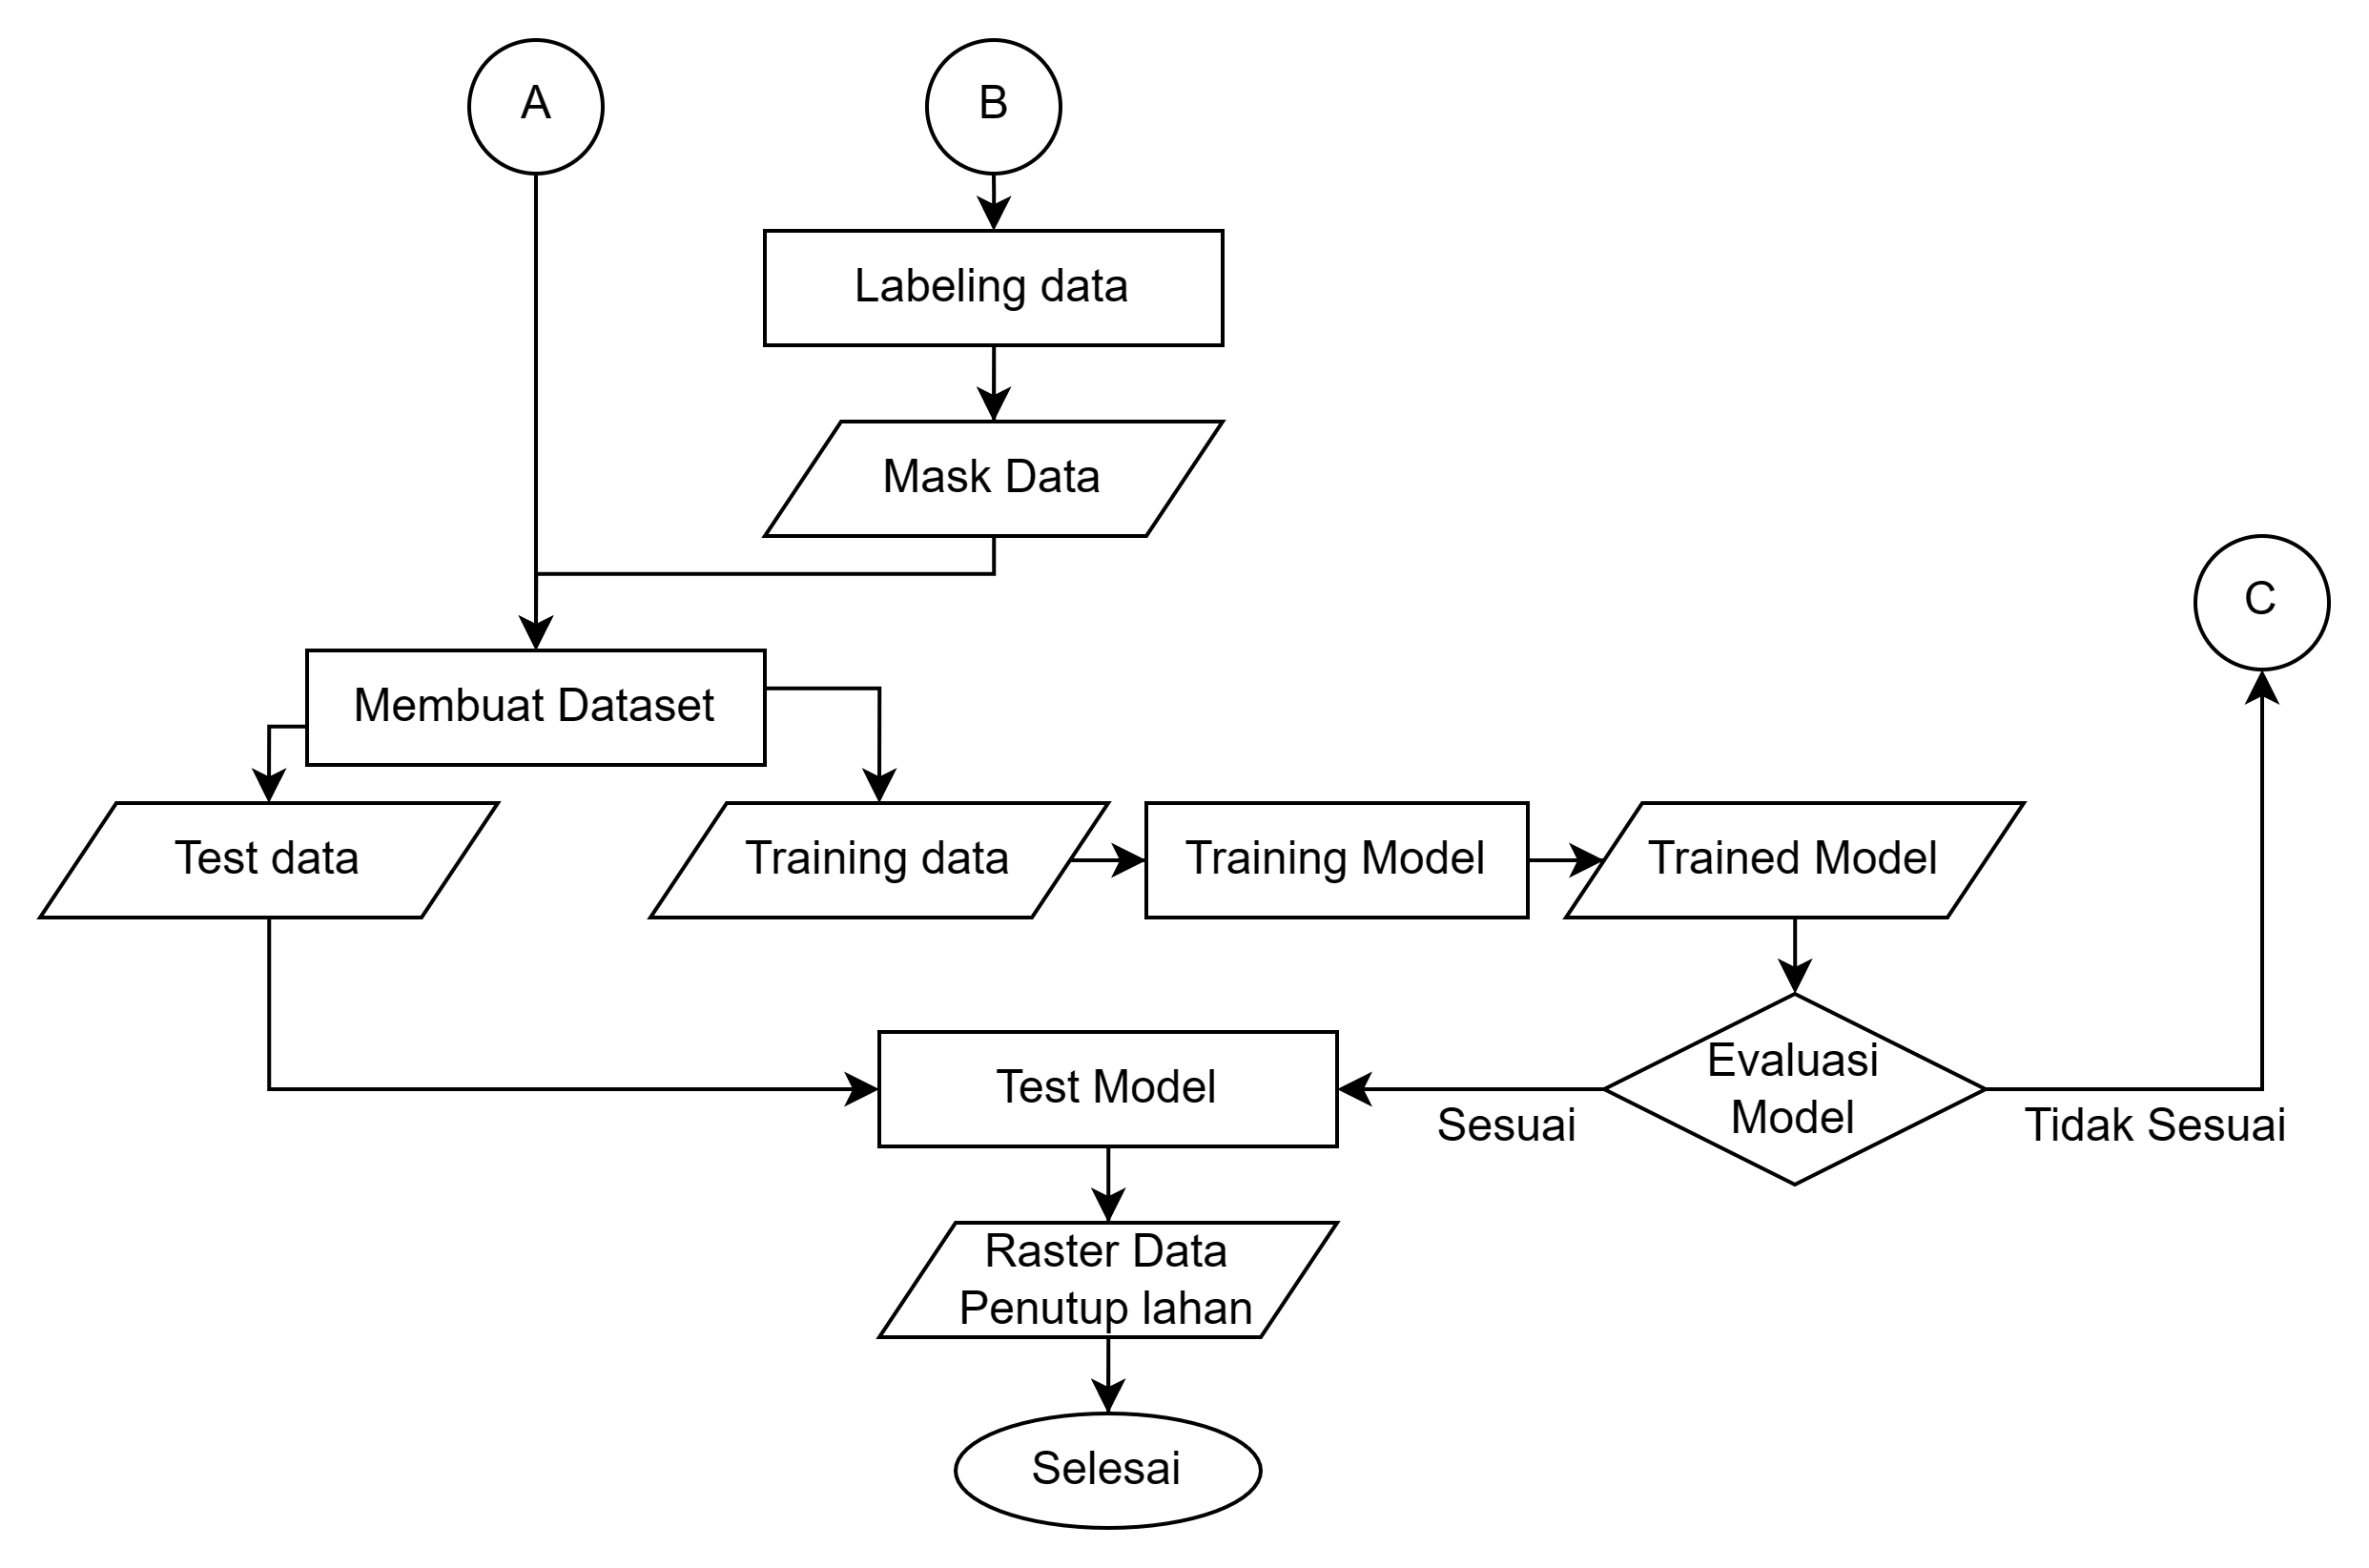 A
B
Labeling data
Mask Data
C
Membuat Dataset
Test data
Training data
Training Model
Trained Model
Test Model
Sesuai
Evaluasi
Model
Tidak Sesuai
Raster Data
Penutup lahan
Selesai